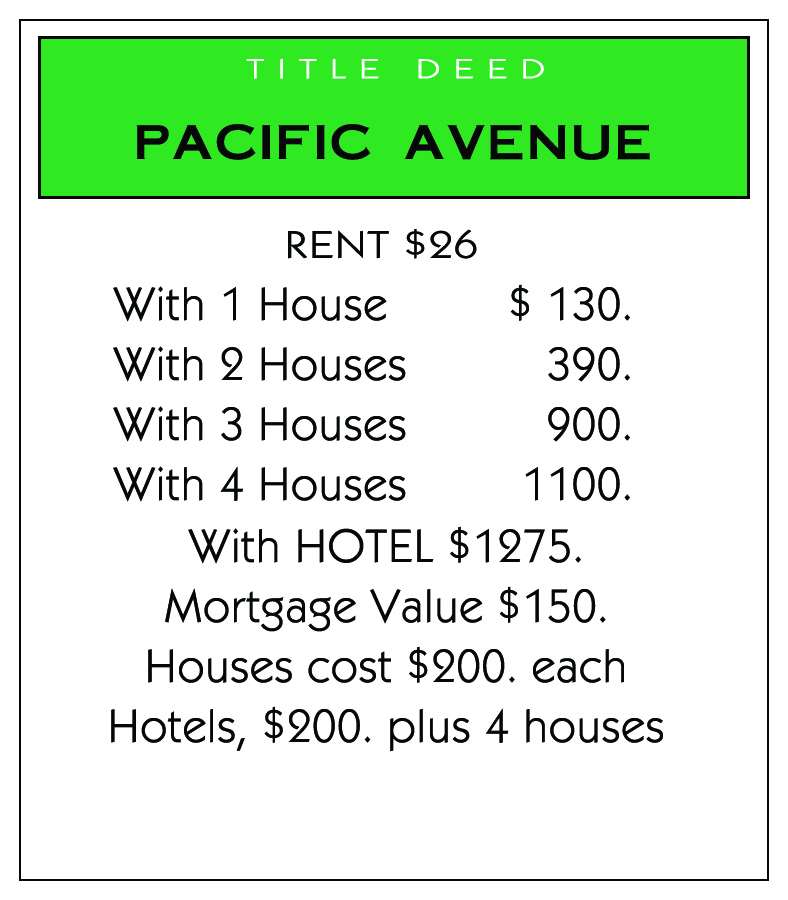 TITLE DEED
PACIFIC AVENUE
RENT $26
With 1 House $ 130.
With 2 Houses 390.
With 3 Houses 900.
With 4 Houses 1100.
With HOTEL $1275.
Mortgage Value $150.
Houses cost $200. each
Hotels, $200. plus 4 houses